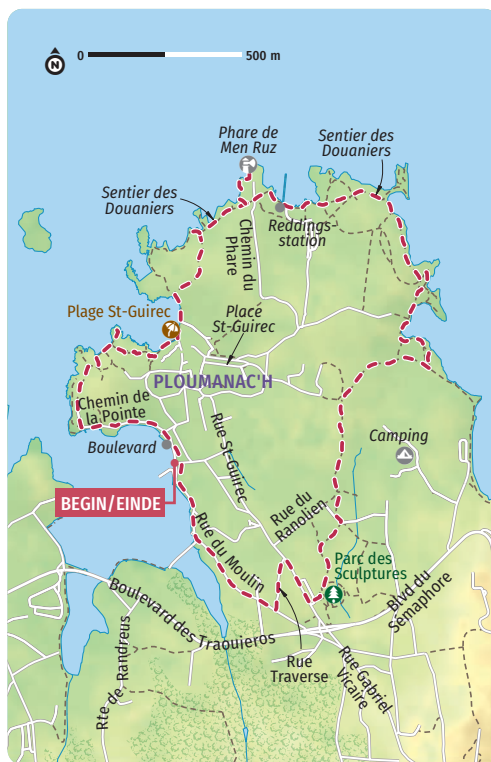 0
500 m
N
Phare de
Men Ruz
Sentier des
Douaniers
Sentier des
Douaniers
Reddings-
station
Chemin du
Phare
Plage St-Guirec
Place
St-Guirec
PLOUMANAC'H
Chemin de
la Pointe
Boulevard
Rue St-Guirec
Camping
BEGIN/EINDE
Rue du
Ranolien
Rue du Moulin
Parc des
Sculptures
Blvd du
Sémaphore
Boulevard des Traouieros
Rte de Randreus
Rue
Traverse
Rue Gabriel
Vicaire